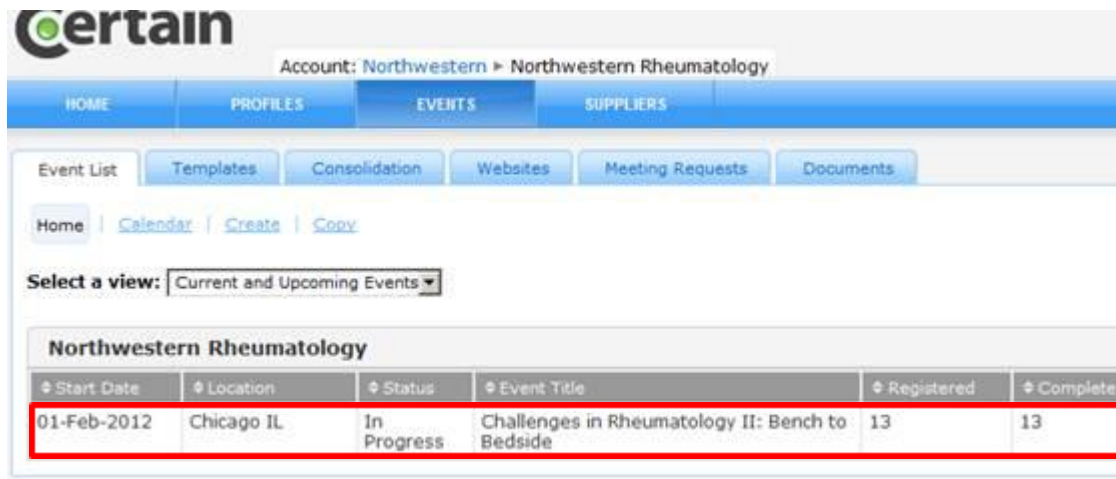 Certain
Account: Northwestern ▸ Northwestern Rheumatology
HOME PROFILES EVENTS SUPPLIERS
Event List Templates Consolidation Websites Meeting Requests Documents
Home | Calendar | Create | Copy
Select a view: Current and Upcoming Events
Northwestern Rheumatology
Start Date Location Status Event Title Registered Complete
01-Feb-2012 Chicago IL In Challenges in Rheumatology II: Bench to 13 13
Progress Bedside